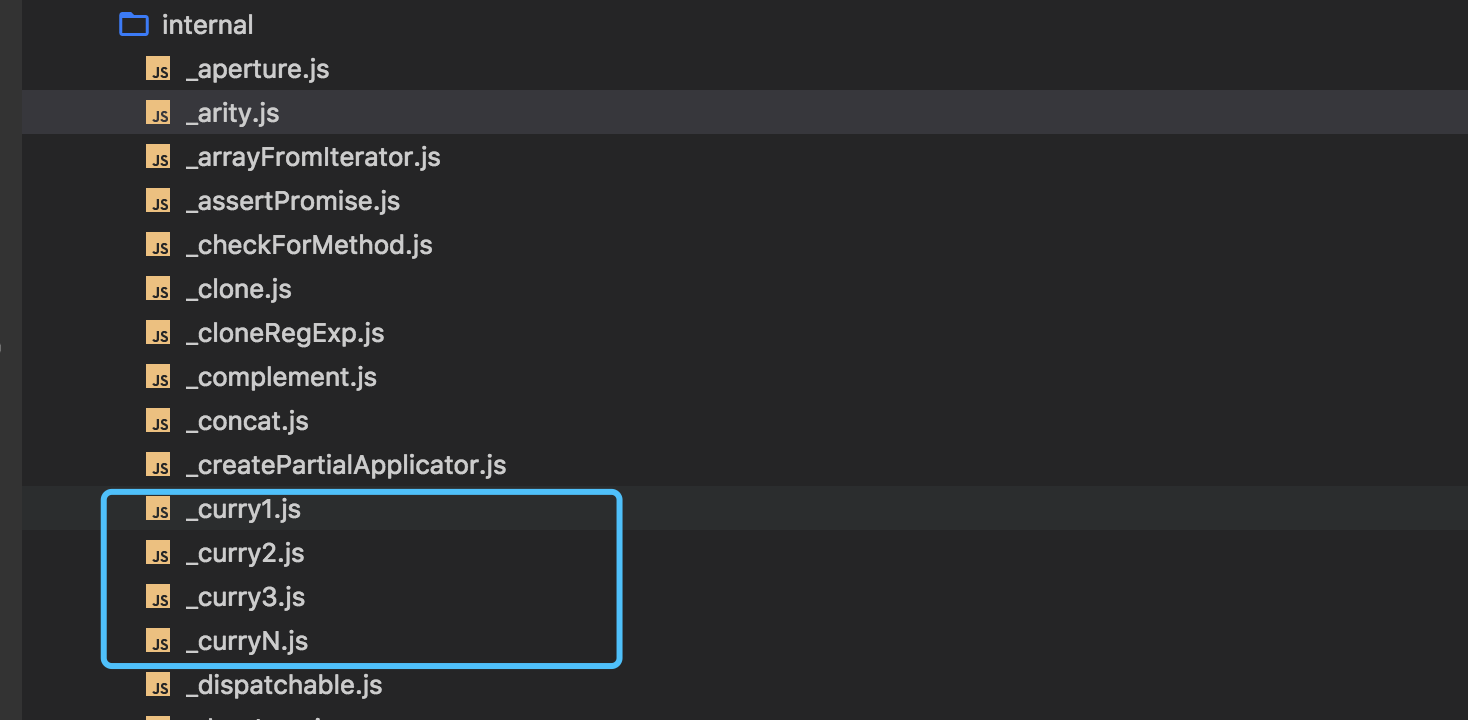 internal
JS _aperture.js
JS _arity.js
JS _arrayFromIterator.js
JS _assertPromise.js
JS _checkForMethod.js
JS _clone.js
JS _cloneRegExp.js
JS _complement.js
JS _concat.js
JS _createPartialApplicator.js
JS _curry1.js
JS _curry2.js
JS _curry3.js
JS _curryN.js
JS _dispatchable.js